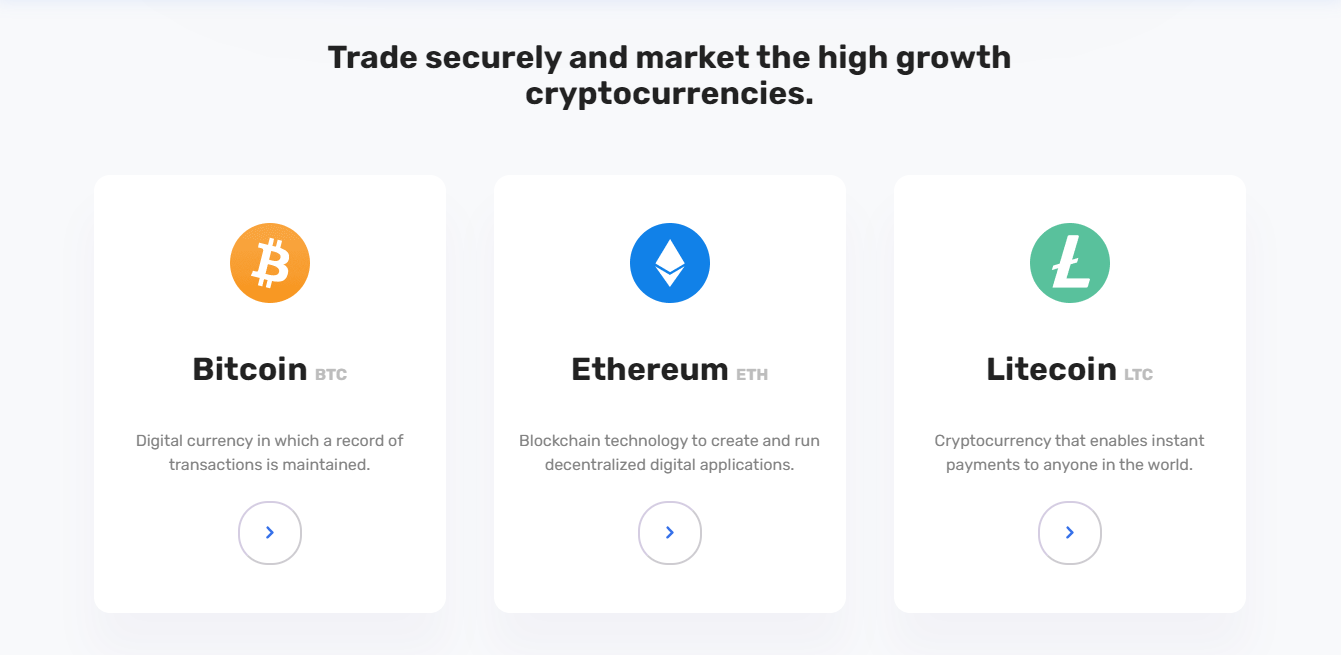 Trade securely and market the high growth
cryptocurrencies.
Bitcoin BTC
Digital currency in which a record of
transactions is maintained.
Ethereum ETH
Blockchain technology to create and run
decentralized digital applications.
Litecoin LTC
Cryptocurrency that enables instant
payments to anyone in the world.